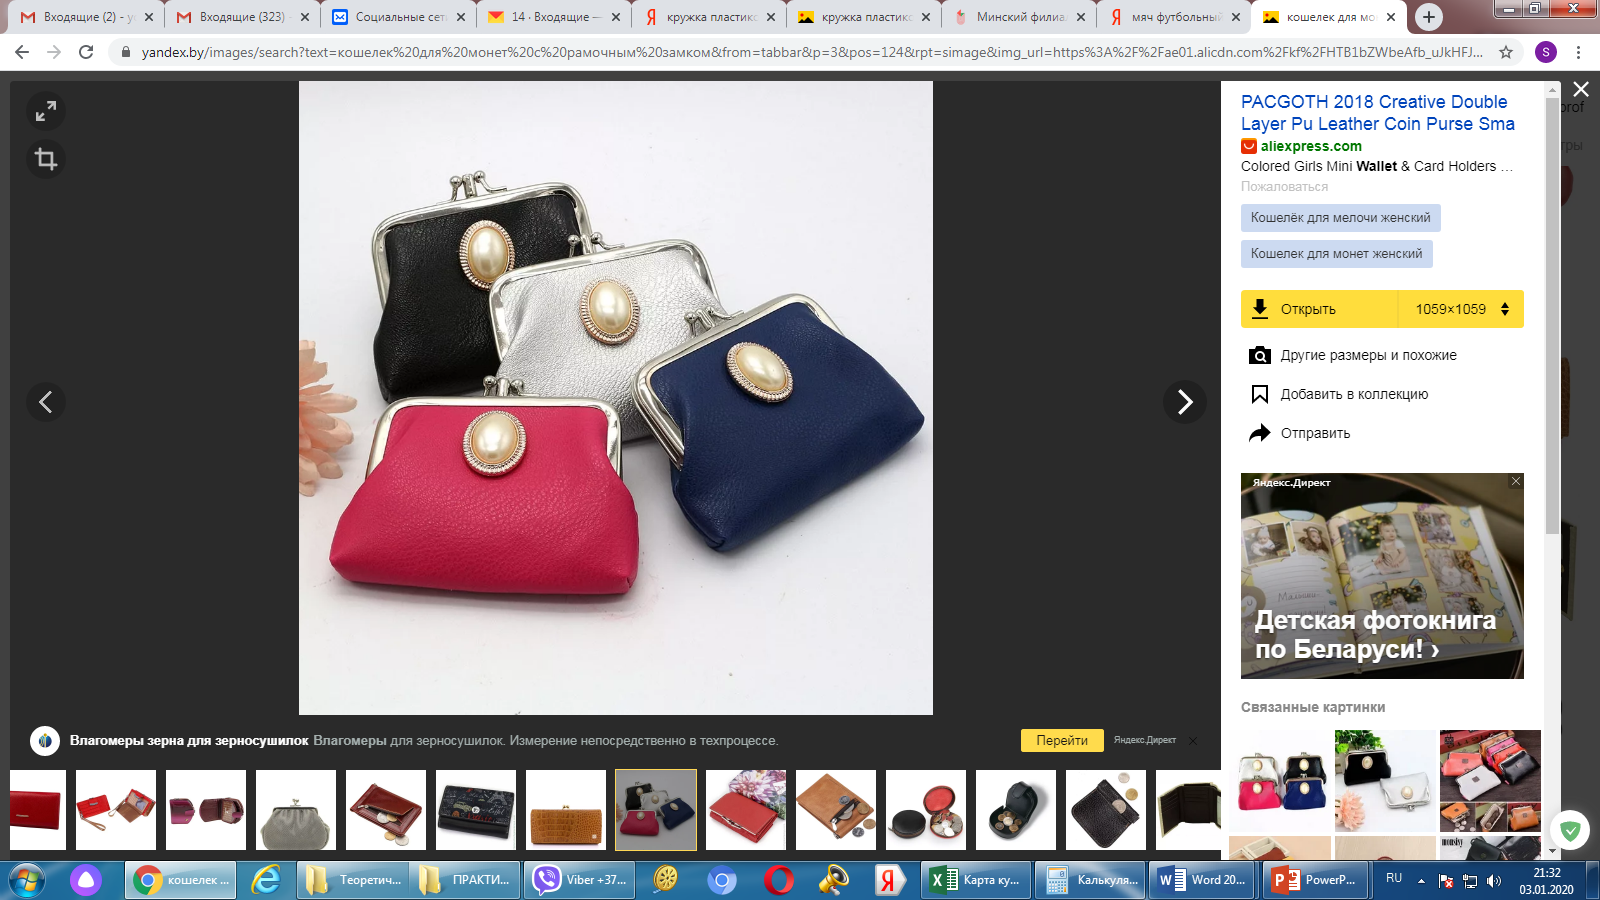 Входящие (2) - y
Входящие (323)
Социальные сет
14 · Входящие —
кружка пластик
кружка пластик
Минский филиа
мяч футбольный
кошелек для мо
yandex.by/images/search?text=кошелек%20для%20монет%20с%20рамочным%20замком&from=tabbar&p=3&pos=124&rpt=simage&img_url=https%3A%2F%2Fae01.alicdn.com%2Fkf%2FHTB1bZWbeAfb_uJkHFJ...
S
PACGOTH 2018 Creative Double
Layer Pu Leather Coin Purse Sma
aliexpress.com
Colored Girls Mini Wallet & Card Holders ...
Пожаловаться
Кошелёк для мелочи женский
Кошелек для монет женский
Открыть
1059×1059
Другие размеры и похожие
Добавить в коллекцию
Отправить
Яндекс.Директ
Детская фотокнига
по Беларуси! ›
Связанные картинки
Влагомеры зерна для зерносушилок Влагомеры для зерносушилок. Измерение непосредственно в техпроцессе.
Перейти
Яндекс.Директ
кошелек ...
Теоретич...
ПРАКТИ...
Viber +37...
Карта ку...
Калькуля...
Word 20...
PowerP...
RU
21:32
03.01.2020